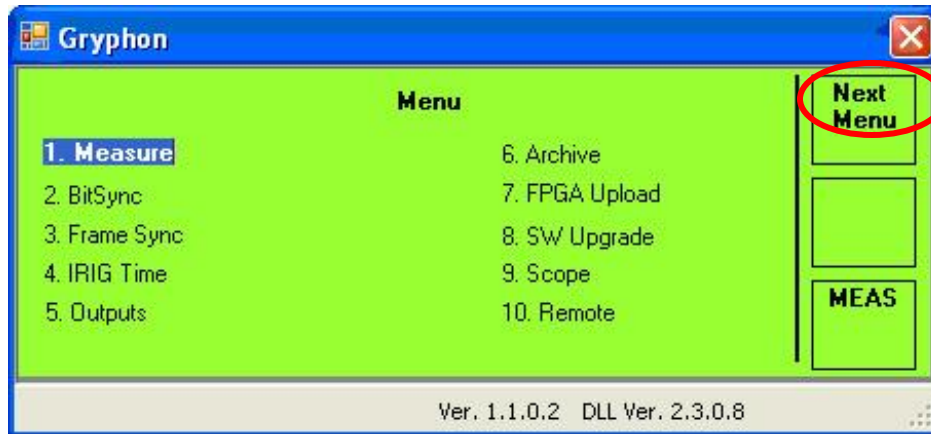 Gryphon
Menu
1. Measure
2. BitSync
3. Frame Sync
4. IRIG Time
5. Outputs
6. Archive
7. FPGA Upload
8. SW Upgrade
9. Scope
10. Remote
Next
Menu
MEAS
Ver. 1.1.0.2 DLL Ver. 2.3.0.8